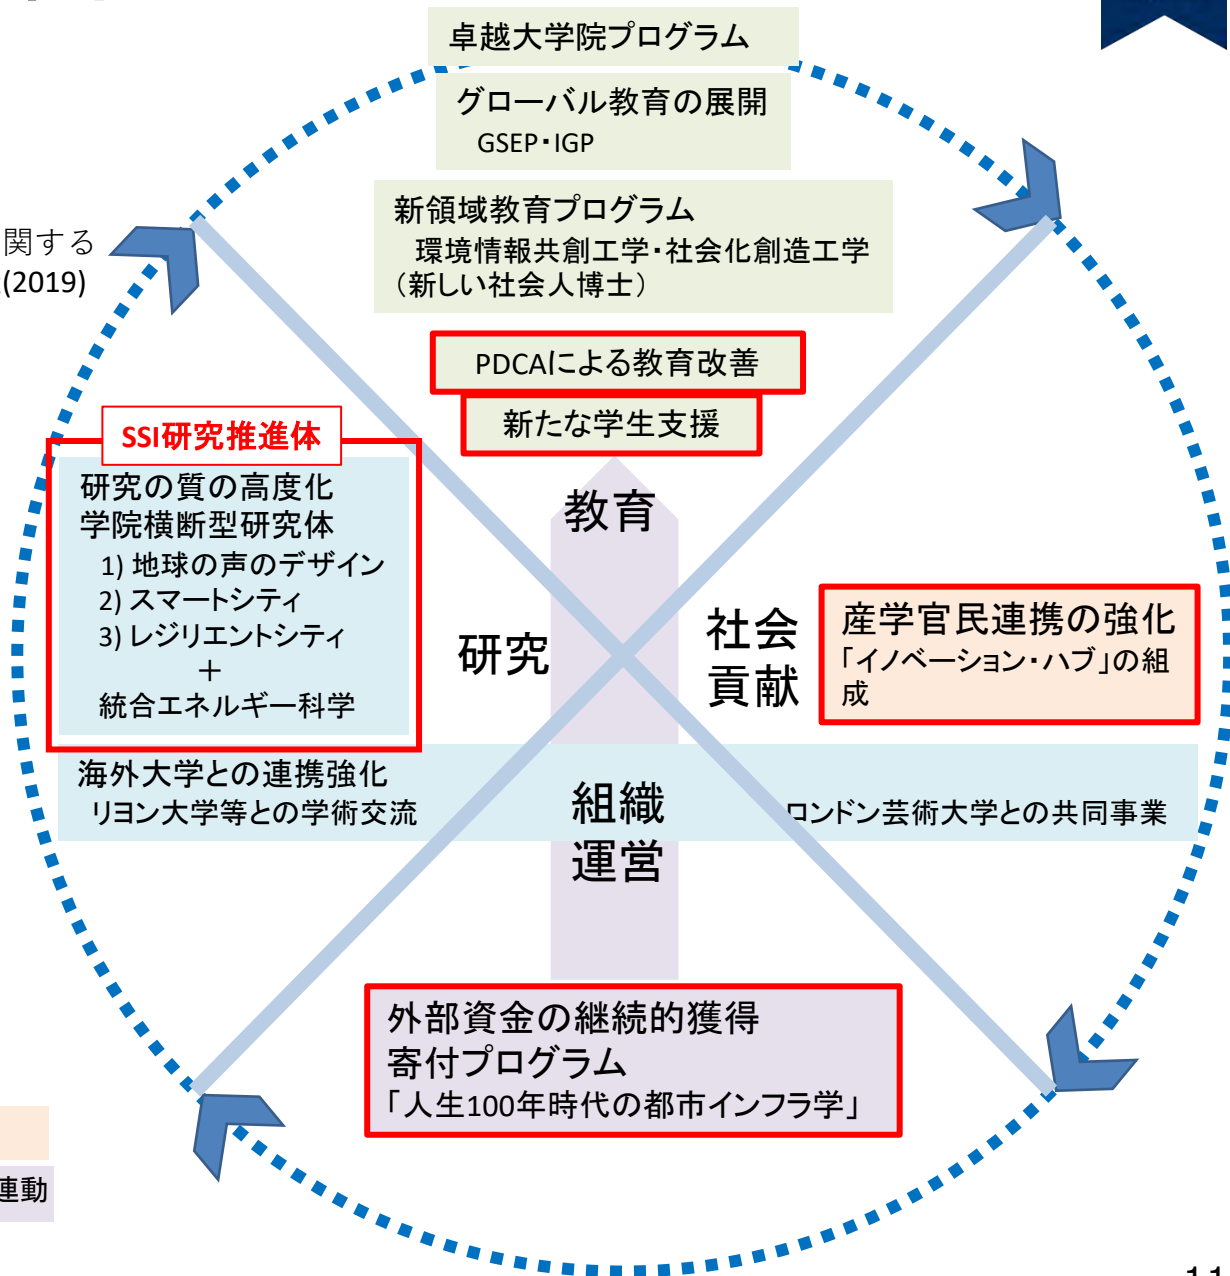 卓越大学院プログラム
グローバル教育の展開
GSEP・IGP
新領域教育プログラム
環境情報共創工学・社会化創造工学
（新しい社会人博士）
関する
(2019)
PDCAによる教育改善
新たな学生支援
SSI研究推進体
研究の質の高度化
学院横断型研究体
1) 地球の声のデザイン
2) スマートシティ
3) レジリエントシティ
＋
統合エネルギー科学
教育
研究
社会
貢献
産学官民連携の強化
「イノベーション・ハブ」の組
成
海外大学との連携強化
リヨン大学等との学術交流
組織
運営
ロンドン芸術大学との共同事業
外部資金の継続的獲得
寄付プログラム
「人生100年時代の都市インフラ学」
連動